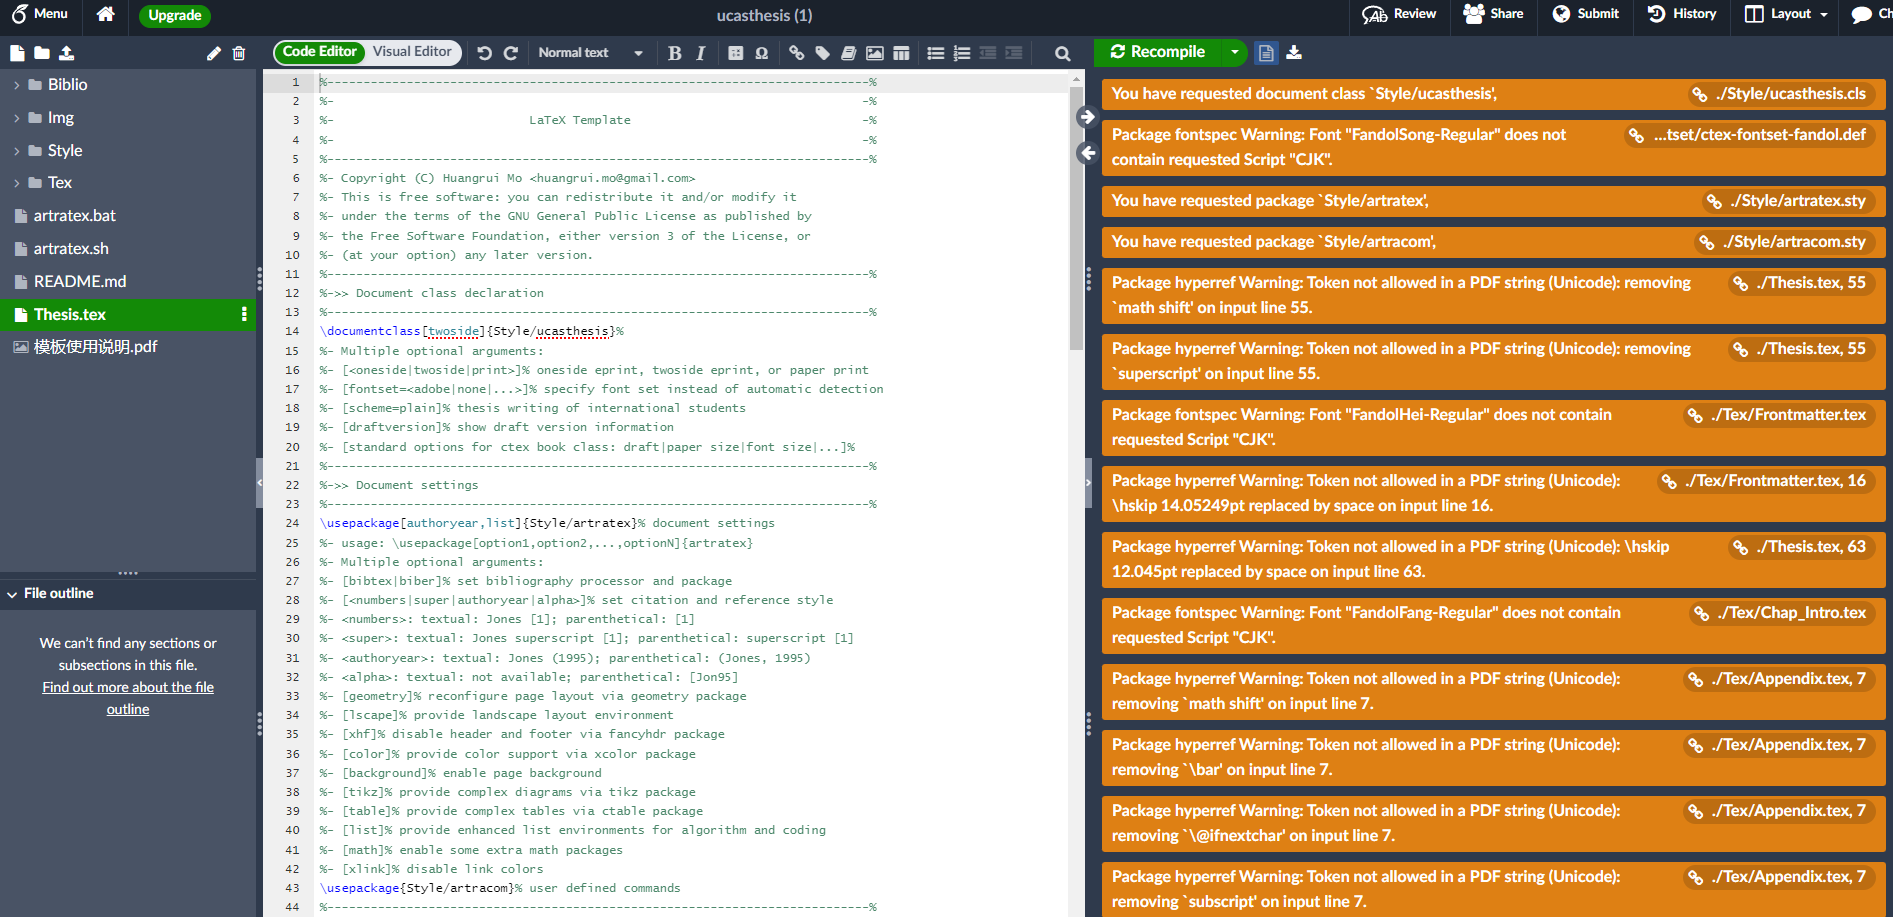 Menu
Upgrade
ucasthesis (1)
Review
Share
Submit
History
Layout
Ch
Code Editor
Visual Editor
Normal text
B
I
Ω
Recompile
Biblio
Img
Style
Tex
artratex.bat
artratex.sh
README.md
Thesis.tex
模板使用说明.pdf
File outline
We can't find any sections or
subsections in this file.
Find out more about the file
outline
1 %---------------------------------------------------------------------------%
2 %- -%
3 %- LaTeX Template -%
4 %- -%
5 %---------------------------------------------------------------------------%
6 %- Copyright (C) Huangrui Mo <huangrui.mo@gmail.com>
7 %- This is free software: you can redistribute it and/or modify it
8 %- under the terms of the GNU General Public License as published by
9 %- the Free Software Foundation, either version 3 of the License, or
10 %- (at your option) any later version.
11 %---------------------------------------------------------------------------%
12 %->> Document class declaration
13 %---------------------------------------------------------------------------%
14 \documentclass[twoside]{Style/ucasthesis}%
15 %- Multiple optional arguments:
16 %- [<oneside|twoside|print>]% oneside eprint, twoside eprint, or paper print
17 %- [fontset=<adobe|none|...>]% specify font set instead of automatic detection
18 %- [scheme=plain]% thesis writing of international students
19 %- [draftversion]% show draft version information
20 %- [standard options for ctex book class: draft|paper size|font size|...]%
21 %---------------------------------------------------------------------------%
22 %->> Document settings
23 %---------------------------------------------------------------------------%
24 \usepackage[authoryear,list]{Style/artratex}% document settings
25 %- usage: \usepackage[option1,option2,...,optionN]{artratex}
26 %- Multiple optional arguments:
27 %- [bibtex|biber]% set bibliography processor and package
28 %- [<numbers|super|authoryear|alpha>]% set citation and reference style
29 %- <numbers>: textual: Jones [1]; parenthetical: [1]
30 %- <super>: textual: Jones superscript [1]; parenthetical: superscript [1]
31 %- <authoryear>: textual: Jones (1995); parenthetical: (Jones, 1995)
32 %- <alpha>: textual: not available; parenthetical: [Jon95]
33 %- [geometry]% reconfigure page layout via geometry package
34 %- [lscape]% provide landscape layout environment
35 %- [xhf]% disable header and footer via fancyhdr package
36 %- [color]% provide color support via xcolor package
37 %- [background]% enable page background
38 %- [tikz]% provide complex diagrams via tikz package
39 %- [table]% provide complex tables via ctable package
40 %- [list]% provide enhanced list environments for algorithm and coding
41 %- [math]% enable some extra math packages
42 %- [xlink]% disable link colors
43 \usepackage{Style/artracom}% user defined commands
44 %---------------------------------------------------------------------------%
You have requested document class `Style/ucasthesis', ./Style/ucasthesis.cls
Package fontspec Warning: Font "FandolSong-Regular" does not ...tset/ctex-fontset-fandol.def
contain requested Script "CJK".
You have requested package `Style/artratex', ./Style/artratex.sty
You have requested package `Style/artracom', ./Style/artracom.sty
Package hyperref Warning: Token not allowed in a PDF string (Unicode): removing ./Thesis.tex, 55
`math shift' on input line 55.
Package hyperref Warning: Token not allowed in a PDF string (Unicode): removing ./Thesis.tex, 55
`superscript' on input line 55.
Package fontspec Warning: Font "FandolHei-Regular" does not contain ./Tex/Frontmatter.tex
requested Script "CJK".
Package hyperref Warning: Token not allowed in a PDF string (Unicode): ./Tex/Frontmatter.tex, 16
\hskip 14.05249pt replaced by space on input line 16.
Package hyperref Warning: Token not allowed in a PDF string (Unicode): \hskip ./Thesis.tex, 63
12.045pt replaced by space on input line 63.
Package fontspec Warning: Font "FandolFang-Regular" does not contain ./Tex/Chap_Intro.tex
requested Script "CJK".
Package hyperref Warning: Token not allowed in a PDF string (Unicode): ./Tex/Appendix.tex, 7
removing `math shift' on input line 7.
Package hyperref Warning: Token not allowed in a PDF string (Unicode): ./Tex/Appendix.tex, 7
removing `\bar' on input line 7.
Package hyperref Warning: Token not allowed in a PDF string (Unicode): ./Tex/Appendix.tex, 7
removing `\@ifnextchar' on input line 7.
Package hyperref Warning: Token not allowed in a PDF string (Unicode): ./Tex/Appendix.tex, 7
removing `subscript' on input line 7.